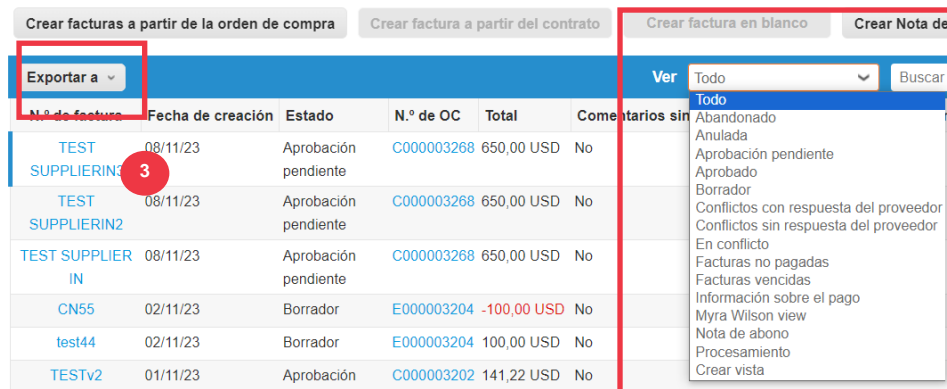 Crear facturas a partir de la orden de compra Crear factura a partir del contrato Crear factura en blanco Crear Nota de
Exportar a Ver Todo Buscar
N.º de factura Fecha de creación Estado N.º de OC Total Comentarios sin
TEST SUPPLIERIN3 08/11/23 Aprobación pendiente C000003268 650,00 USD No
3
TEST SUPPLIERIN2 08/11/23 Aprobación pendiente C000003268 650,00 USD No
TEST SUPPLIER IN 08/11/23 Aprobación pendiente C000003268 650,00 USD No
CN55 02/11/23 Borrador E000003204 -100,00 USD No
test44 02/11/23 Borrador E000003204 100,00 USD No
TESTv2 01/11/23 Aprobación C000003202 141,22 USD No
Todo
Abandonado
Anulada
Aprobación pendiente
Aprobado
Borrador
Conflictos con respuesta del proveedor
Conflictos sin respuesta del proveedor
En conflicto
Facturas no pagadas
Facturas vencidas
Información sobre el pago
Myra Wilson view
Nota de abono
Procesamiento
Crear vista